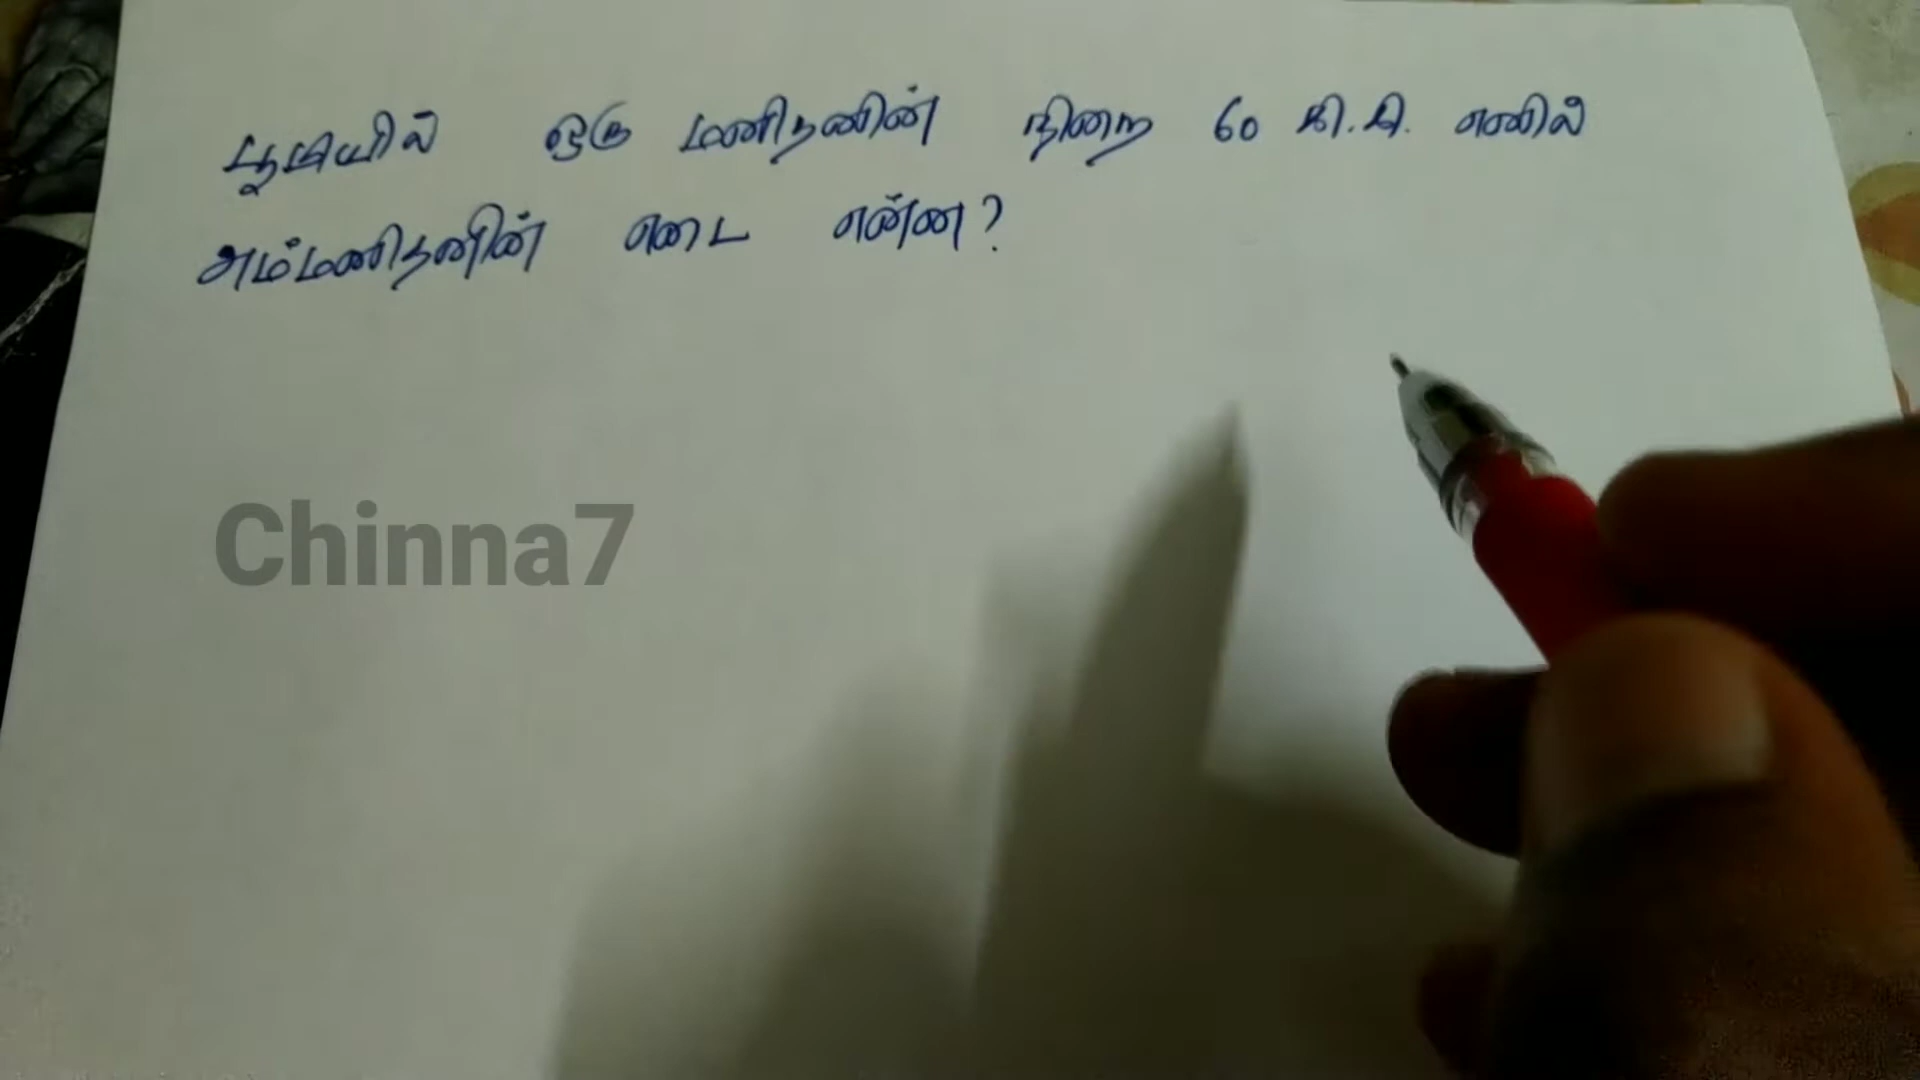 பூமியில் ஒரு மனிதனின் நிறை 60 கி.கி. எனில்
அம்மனிதனின் எடை என்ன?
Chinna7